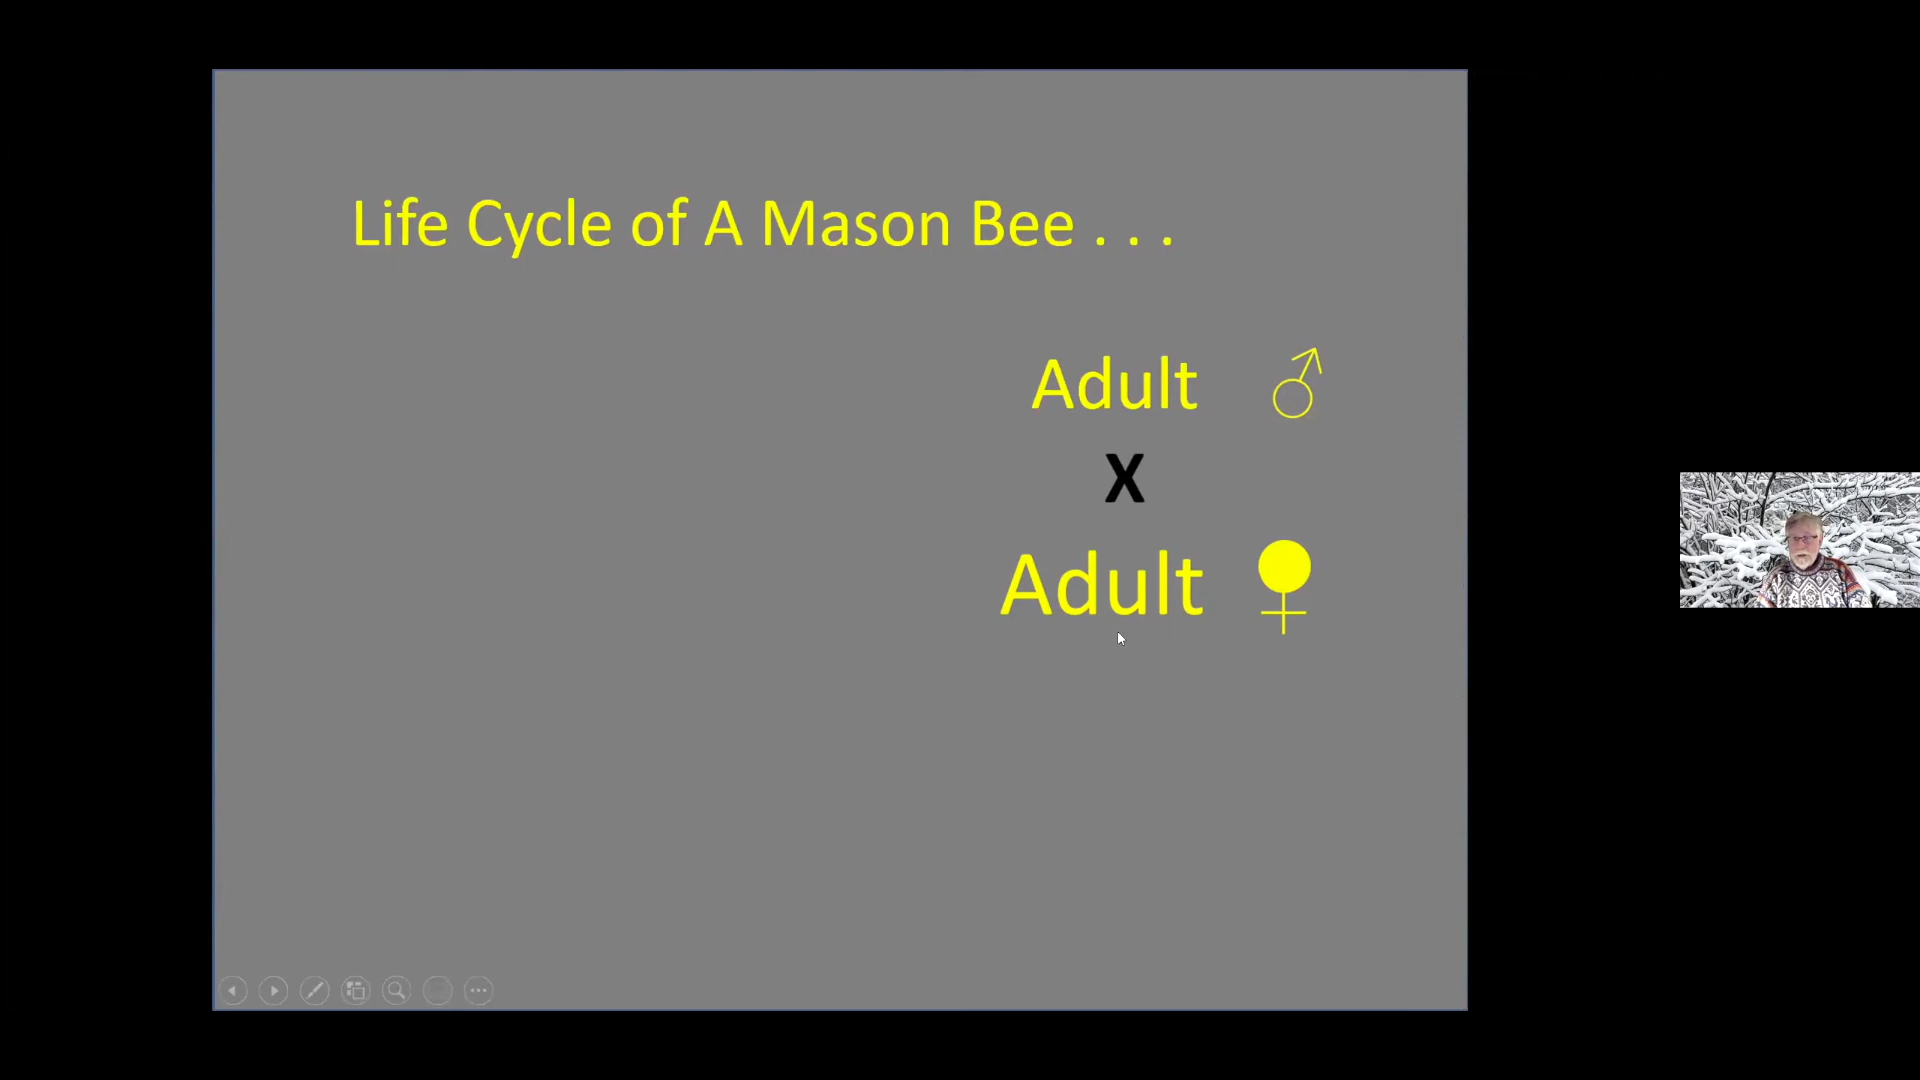 Life Cycle of A Mason Bee . . .
Adult ♂
X
Adult ♀